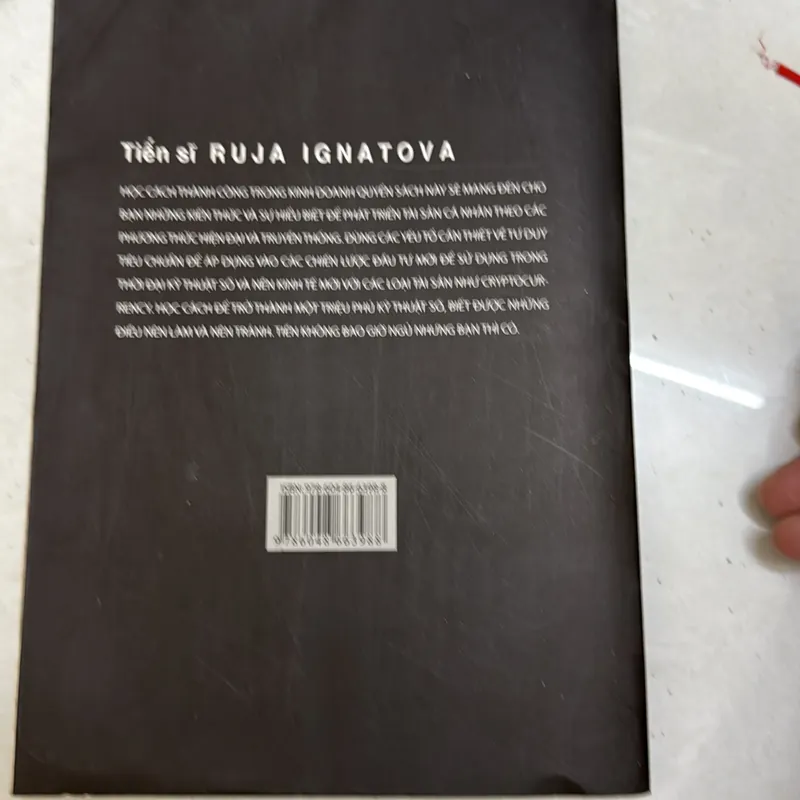 Tiến sĩ RUJA IGNATOVA
HỌC CÁCH THÀNH CÔNG TRONG KINH DOANH QUYỂN SÁCH NÀY SẼ MANG ĐẾN CHO
BẠN NHỮNG KIẾN THỨC VÀ SỰ HIỂU BIẾT ĐỂ PHÁT TRIỂN TÀI SẢN CÁ NHÂN THEO CÁC
PHƯƠNG THỨC HIỆN ĐẠI VÀ TRUYỀN THỐNG. DÙNG CÁC YẾU TỐ CẦN THIẾT VỀ TƯ DUY
TIÊU CHUẨN ĐỂ ÁP DỤNG VÀO CÁC CHIẾN LƯỢC ĐẦU TƯ MỚI ĐỂ SỬ DỤNG TRONG
THỜI ĐẠI KỸ THUẬT SỐ VÀ NỀN KINH TẾ MỚI VỚI CÁC LOẠI TÀI SẢN NHƯ CRYPTOCUR-
RENCY. HỌC CÁCH ĐỂ TRỞ THÀNH MỘT TRIỆU PHÚ KỸ THUẬT SỐ, BIẾT ĐƯỢC NHỮNG
ĐIỀU NÊN LÀM VÀ NÊN TRÁNH. TIỀN KHÔNG BAO GIỜ NGỦ NHƯNG BẠN THÌ CÓ.
9786048663988